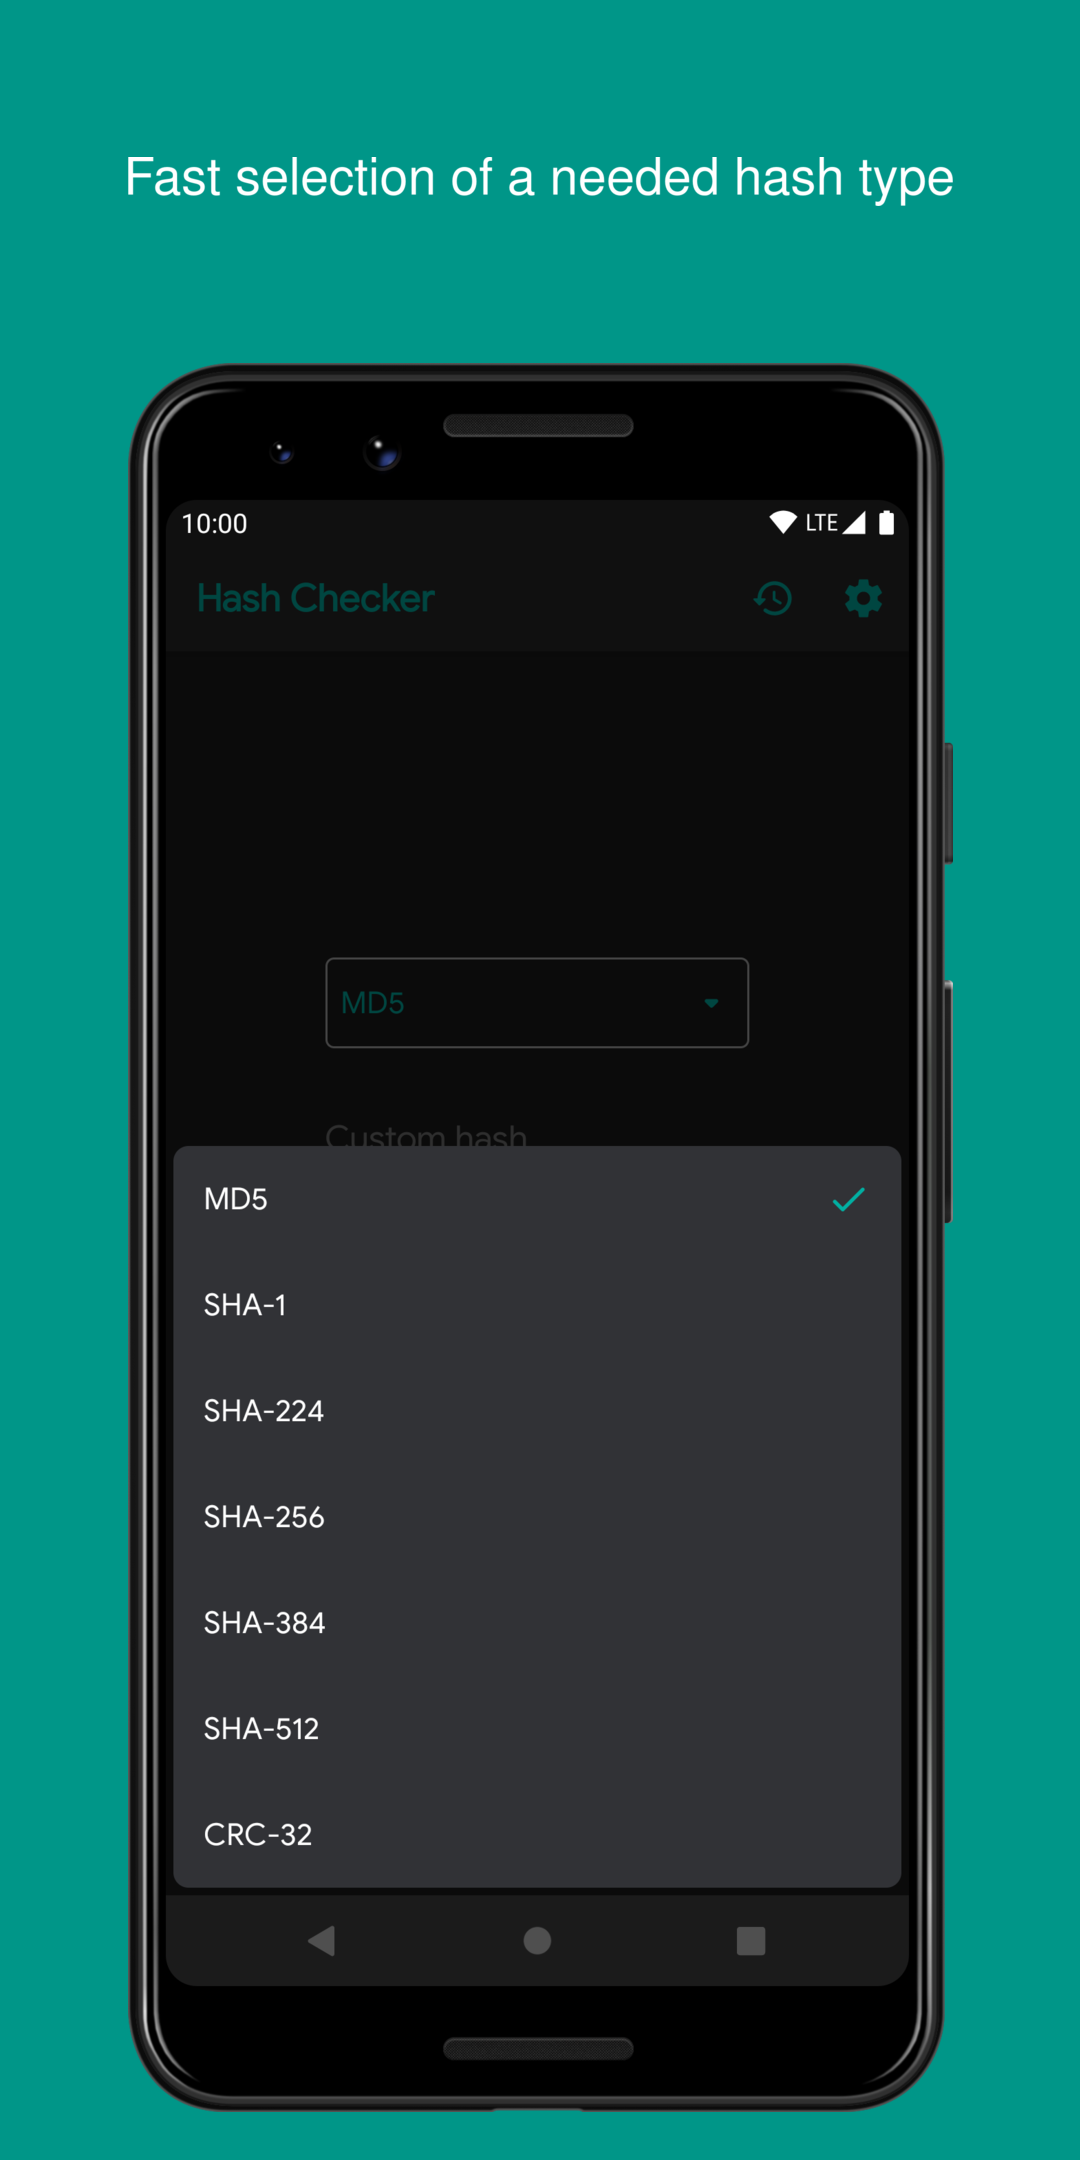 Fast selection of a needed hash type
10:00
LTE
Hash Checker
MD5
Custom hash
MD5
SHA-1
SHA-224
SHA-256
SHA-384
SHA-512
CRC-32